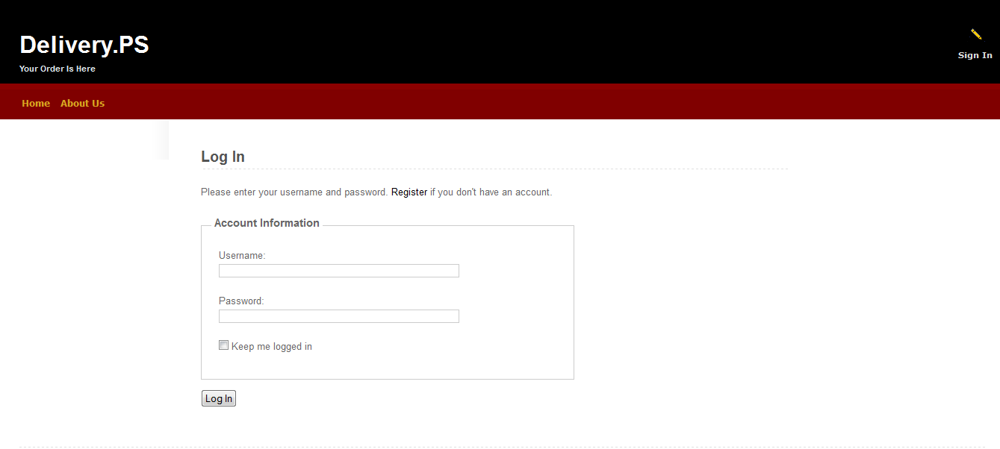 Delivery.PS
Your Order Is Here
Sign In
Home About Us
Log In
Please enter your username and password. Register if you don't have an account.
Account Information
Username:
Password:
Keep me logged in
Log In